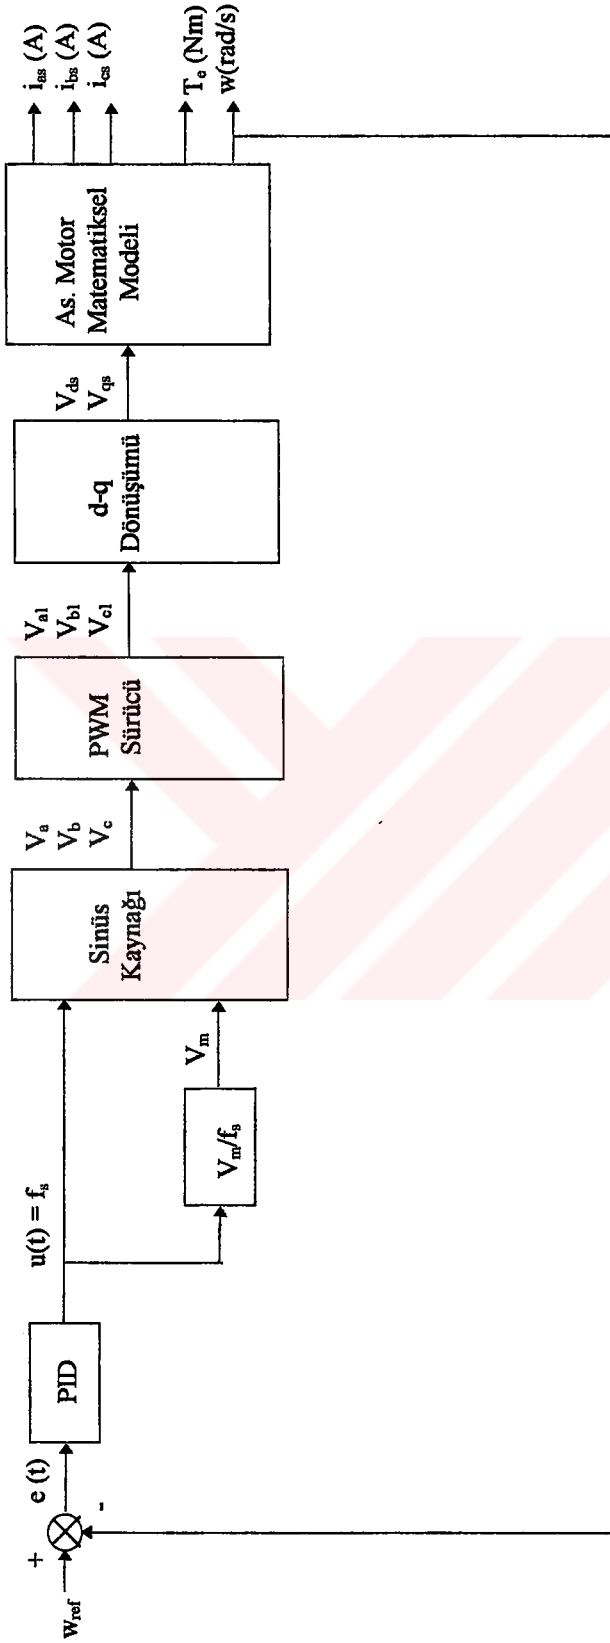 w_ref
+
-
e (t)
PID
u(t) = f_s
V_m/f_s
V_m
Sinüs
Kaynağı
V_a
V_b
V_c
PWM
Sürücü
V_a1
V_b1
V_c1
d-q
Dönüşümü
V_ds
V_qs
As. Motor
Matematiksel
Modeli
i_as (A)
i_bs (A)
i_cs (A)
T_e (Nm)
w(rad/s)